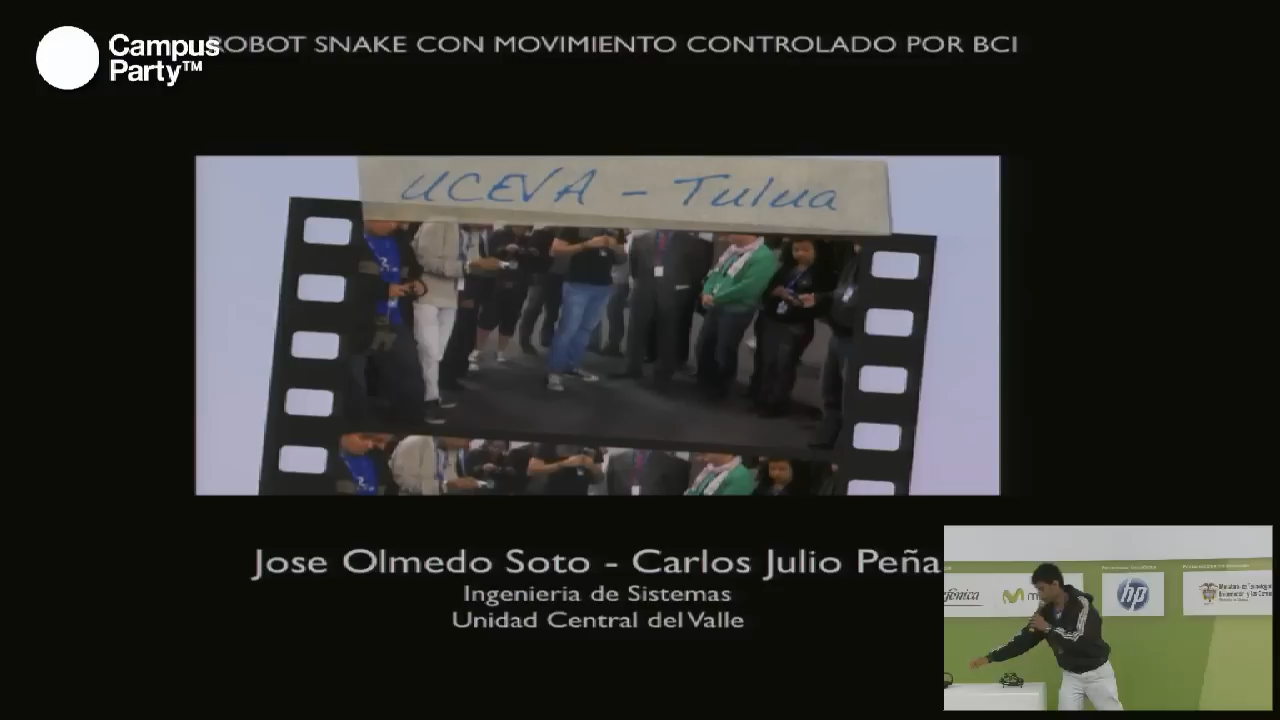 Campus
Party™
ROBOT SNAKE CON MOVIMIENTO CONTROLADO POR BCI
UCEVA - Tulua
Jose Olmedo Soto - Carlos Julio Peña
Ingenieria de Sistemas
Unidad Central del Valle
hp